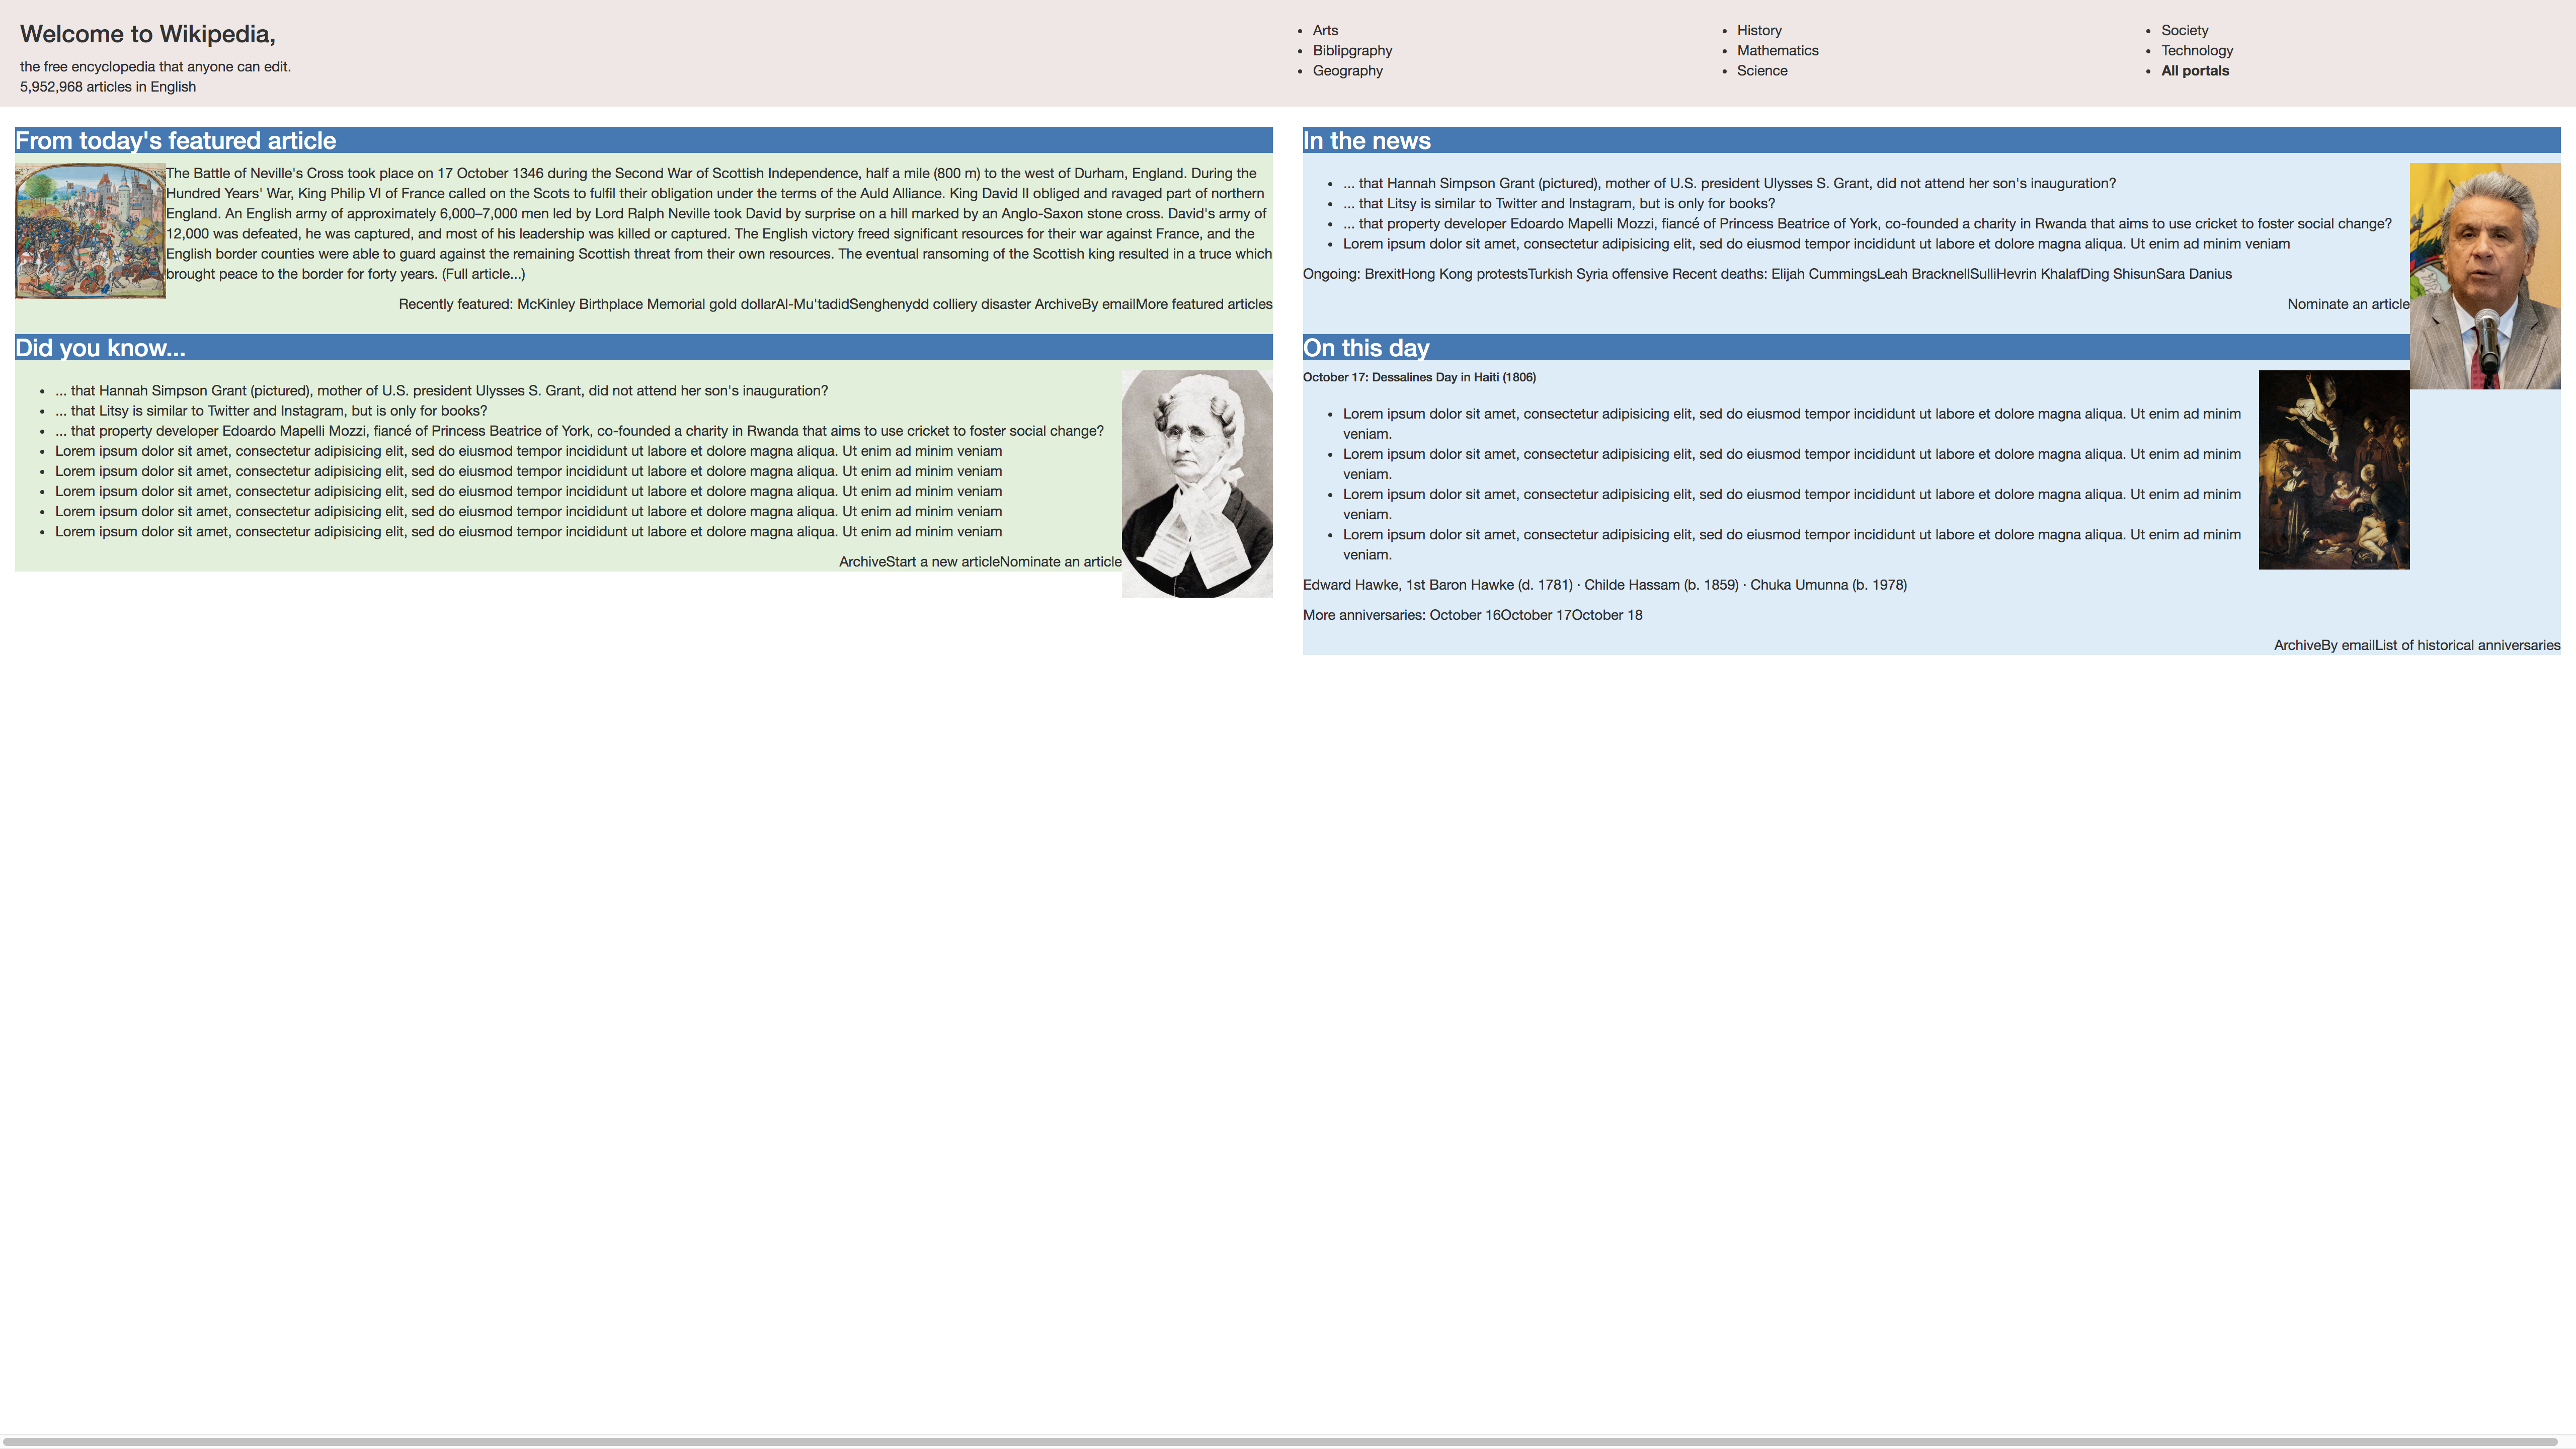 Welcome to Wikipedia,
the free encyclopedia that anyone can edit.
5,952,968 articles in English
Arts
Biblipgraphy
Geography
History
Mathematics
Science
Society
Technology
All portals
From today's featured article
The Battle of Neville's Cross took place on 17 October 1346 during the Second War of Scottish Independence, half a mile (800 m) to the west of Durham, England. During the
Hundred Years' War, King Philip VI of France called on the Scots to fulfil their obligation under the terms of the Auld Alliance. King David II obliged and ravaged part of northern
England. An English army of approximately 6,000–7,000 men led by Lord Ralph Neville took David by surprise on a hill marked by an Anglo-Saxon stone cross. David's army of
12,000 was defeated, he was captured, and most of his leadership was killed or captured. The English victory freed significant resources for their war against France, and the
English border counties were able to guard against the remaining Scottish threat from their own resources. The eventual ransoming of the Scottish king resulted in a truce which
brought peace to the border for forty years. (Full article...)
Recently featured: McKinley Birthplace Memorial gold dollarAl-Mu'tadidSenghenydd colliery disaster ArchiveBy emailMore featured articles
Did you know...
... that Hannah Simpson Grant (pictured), mother of U.S. president Ulysses S. Grant, did not attend her son's inauguration?
... that Litsy is similar to Twitter and Instagram, but is only for books?
... that property developer Edoardo Mapelli Mozzi, fiancé of Princess Beatrice of York, co-founded a charity in Rwanda that aims to use cricket to foster social change?
Lorem ipsum dolor sit amet, consectetur adipisicing elit, sed do eiusmod tempor incididunt ut labore et dolore magna aliqua. Ut enim ad minim veniam
Lorem ipsum dolor sit amet, consectetur adipisicing elit, sed do eiusmod tempor incididunt ut labore et dolore magna aliqua. Ut enim ad minim veniam
Lorem ipsum dolor sit amet, consectetur adipisicing elit, sed do eiusmod tempor incididunt ut labore et dolore magna aliqua. Ut enim ad minim veniam
Lorem ipsum dolor sit amet, consectetur adipisicing elit, sed do eiusmod tempor incididunt ut labore et dolore magna aliqua. Ut enim ad minim veniam
Lorem ipsum dolor sit amet, consectetur adipisicing elit, sed do eiusmod tempor incididunt ut labore et dolore magna aliqua. Ut enim ad minim veniam
ArchiveStart a new articleNominate an article
In the news
... that Hannah Simpson Grant (pictured), mother of U.S. president Ulysses S. Grant, did not attend her son's inauguration?
... that Litsy is similar to Twitter and Instagram, but is only for books?
... that property developer Edoardo Mapelli Mozzi, fiancé of Princess Beatrice of York, co-founded a charity in Rwanda that aims to use cricket to foster social change?
Lorem ipsum dolor sit amet, consectetur adipisicing elit, sed do eiusmod tempor incididunt ut labore et dolore magna aliqua. Ut enim ad minim veniam
Ongoing: BrexitHong Kong protestsTurkish Syria offensive Recent deaths: Elijah CummingsLeah BracknellSulliHevrin KhalafDing ShisunSara Danius
Nominate an article
On this day
October 17: Dessalines Day in Haiti (1806)
Lorem ipsum dolor sit amet, consectetur adipisicing elit, sed do eiusmod tempor incididunt ut labore et dolore magna aliqua. Ut enim ad minim
veniam.
Lorem ipsum dolor sit amet, consectetur adipisicing elit, sed do eiusmod tempor incididunt ut labore et dolore magna aliqua. Ut enim ad minim
veniam.
Lorem ipsum dolor sit amet, consectetur adipisicing elit, sed do eiusmod tempor incididunt ut labore et dolore magna aliqua. Ut enim ad minim
veniam.
Lorem ipsum dolor sit amet, consectetur adipisicing elit, sed do eiusmod tempor incididunt ut labore et dolore magna aliqua. Ut enim ad minim
veniam.
Edward Hawke, 1st Baron Hawke (d. 1781) · Childe Hassam (b. 1859) · Chuka Umunna (b. 1978)
More anniversaries: October 16October 17October 18
ArchiveBy emailList of historical anniversaries